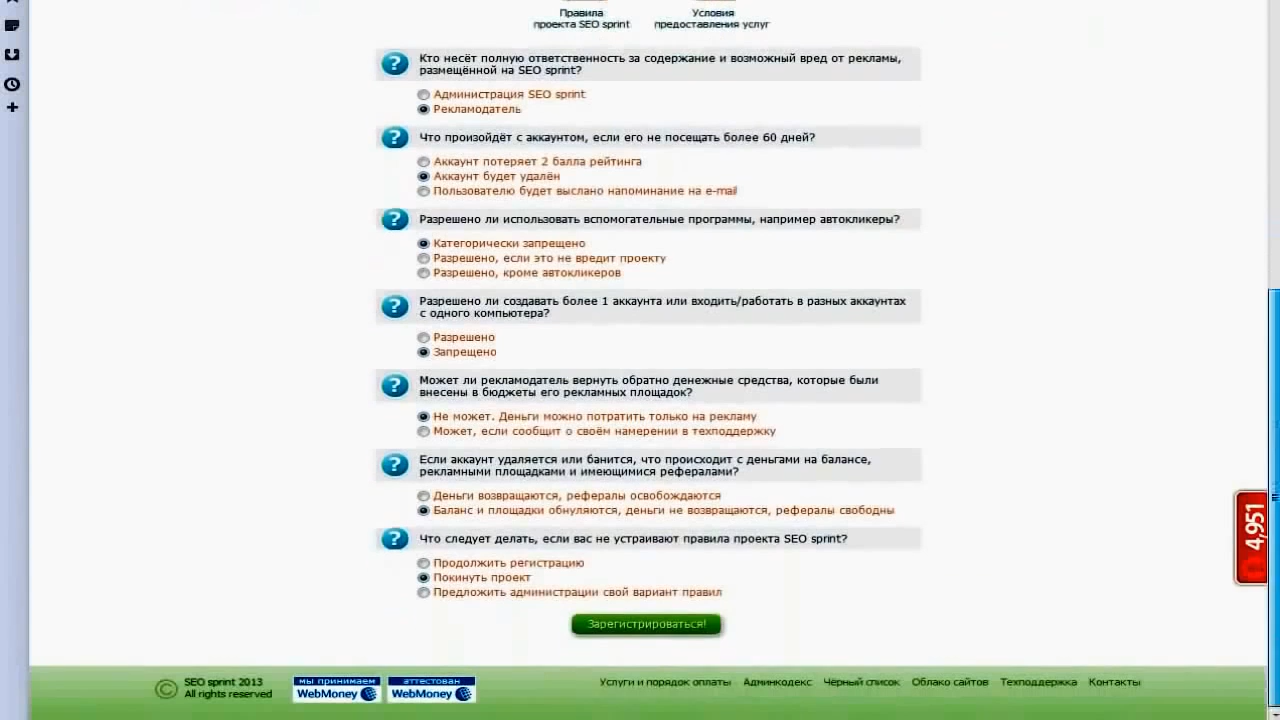 Правила
проекта SEO sprint
Условия
предоставления услуг
Кто несёт полную ответственность за содержание и возможный вред от рекламы,
размещённой на SEO sprint?
Администрация SEO sprint
Рекламодатель
Что произойдёт с аккаунтом, если его не посещать более 60 дней?
Аккаунт потеряет 2 балла рейтинга
Аккаунт будет удалён
Пользователю будет выслано напоминание на e-mail
Разрешено ли использовать вспомогательные программы, например автокликеры?
Категорически запрещено
Разрешено, если это не вредит проекту
Разрешено, кроме автокликеров
Разрешено ли создавать более 1 аккаунта или входить/работать в разных аккаунтах
с одного компьютера?
Разрешено
Запрещено
Может ли рекламодатель вернуть обратно денежные средства, которые были
внесены в бюджеты его рекламных площадок?
Не может. Деньги можно потратить только на рекламу
Может, если сообщит о своём намерении в техподдержку
Если аккаунт удаляется или банится, что происходит с деньгами на балансе,
рекламными площадками и имеющимися рефералами?
Деньги возвращаются, рефералы освобождаются
Баланс и площадки обнуляются, деньги не возвращаются, рефералы свободны
Что следует делать, если вас не устраивают правила проекта SEO sprint?
Продолжить регистрацию
Покинуть проект
Предложить администрации свой вариант правил
Зарегистрироваться!
4,951
© SEO sprint 2013
All rights reserved
мы принимаем
WebMoney
аттестован
WebMoney
Услуги и порядок оплаты Админкодекс Чёрный список Облако сайтов Техподдержка Контакты